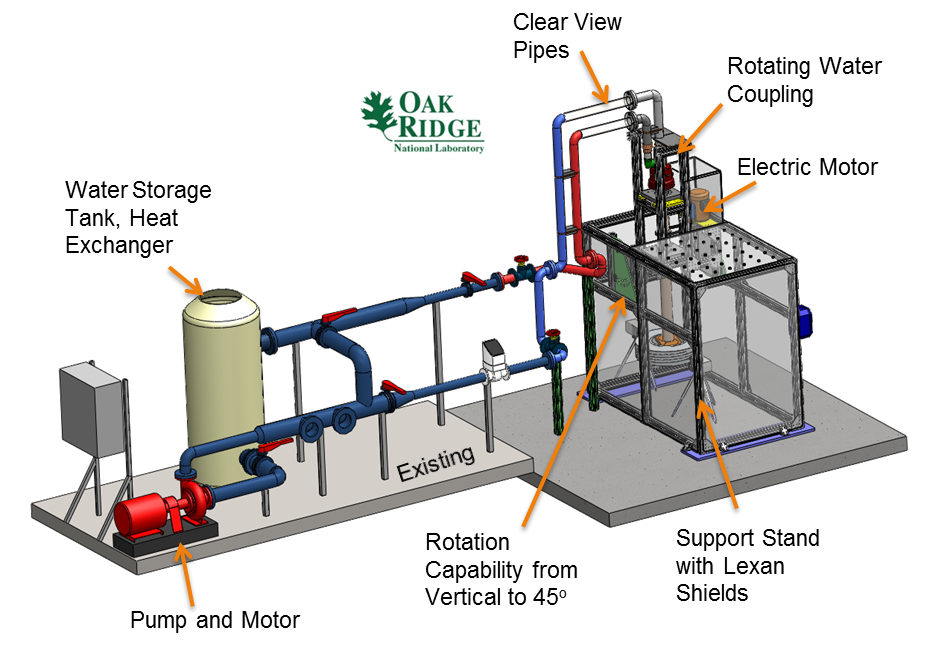 Clear View
Pipes
Rotating Water
Coupling
OAK
RIDGE
National Laboratory
Electric Motor
Water Storage
Tank, Heat
Exchanger
Existing
Rotation
Capability from
Vertical to 45°
Support Stand
with Lexan
Shields
Pump and Motor